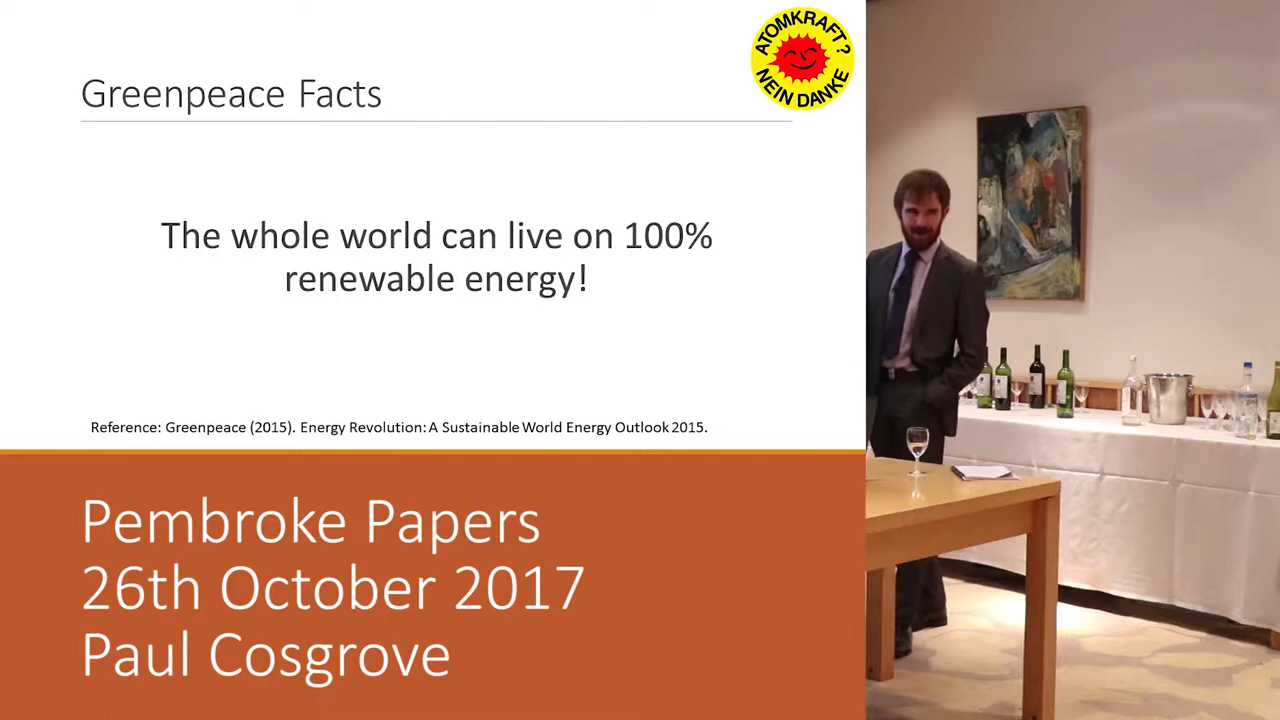 Greenpeace Facts
ATOMKRAFT?
NEIN DANKE
The whole world can live on 100%
renewable energy!
Reference: Greenpeace (2015). Energy Revolution: A Sustainable World Energy Outlook 2015.
Pembroke Papers
26th October 2017
Paul Cosgrove